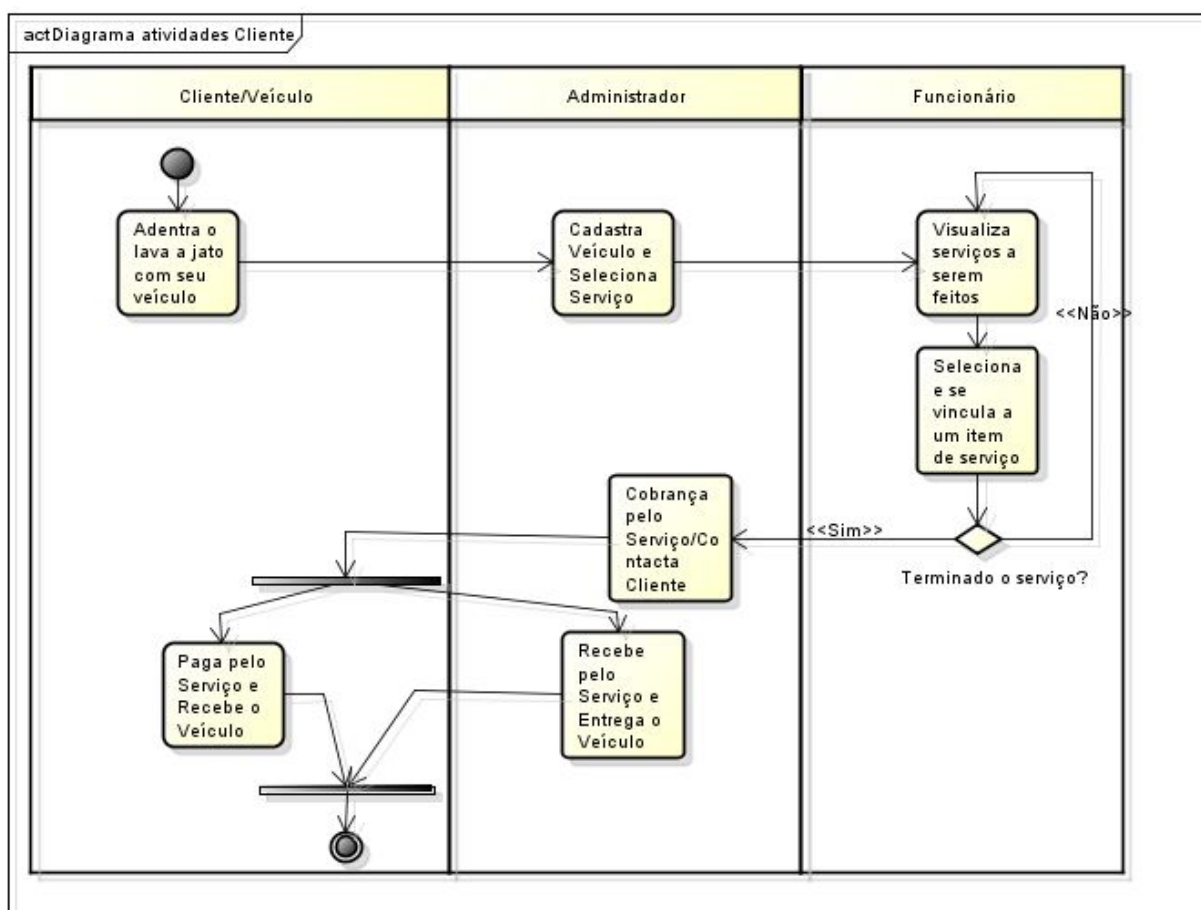 actDiagrama atividades Cliente
Cliente/Veículo
Administrador
Funcionário
Adentra o
lava a jato
com seu
veículo
Cadastra
Veículo e
Seleciona
Serviço
Visualiza
serviços a
serem
feitos
<<Não>>
Seleciona
e se
vincula a
um item
de serviço
<<Sim>>
Terminado o serviço?
Cobrança
pelo
Serviço/Co
ntacta
Cliente
Paga pelo
Serviço e
Recebe o
Veículo
Recebe
pelo
Serviço e
Entrega o
Veículo